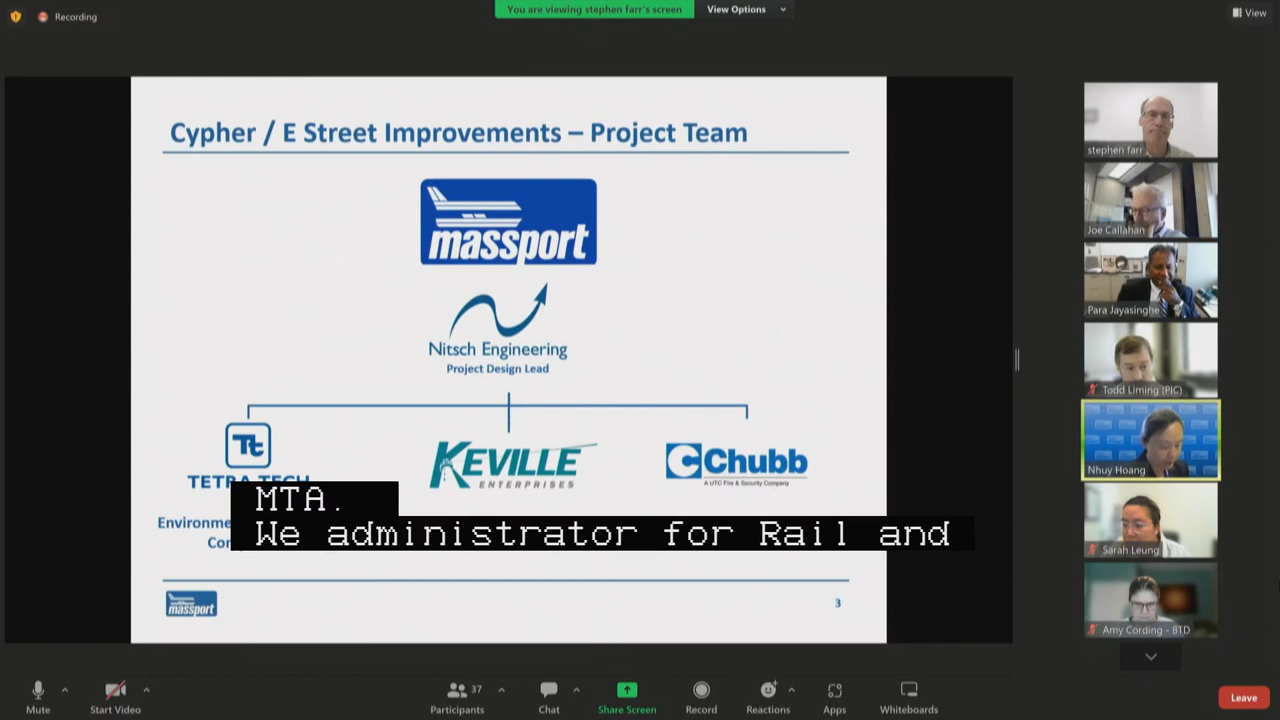 Recording
You are viewing stephen farr's screen
View Options
View
Cypher / E Street Improvements – Project Team
massport
Nitsch Engineering
Project Design Lead
Tt
TETRA TECH
KEVILLE
ENTERPRISES
Chubb
A UTC Fire & Security Company
MTA.
We administrator for Rail and
massport
3
stephen farr
Joe Callahan
Para Jayasinghe
Todd Liming (PIC)
Nhuy Hoang
Sarah Leung
Amy Cording - BTD
Mute
Start Video
Participants
37
Chat
Share Screen
Record
Reactions
Apps
Whiteboards
Leave